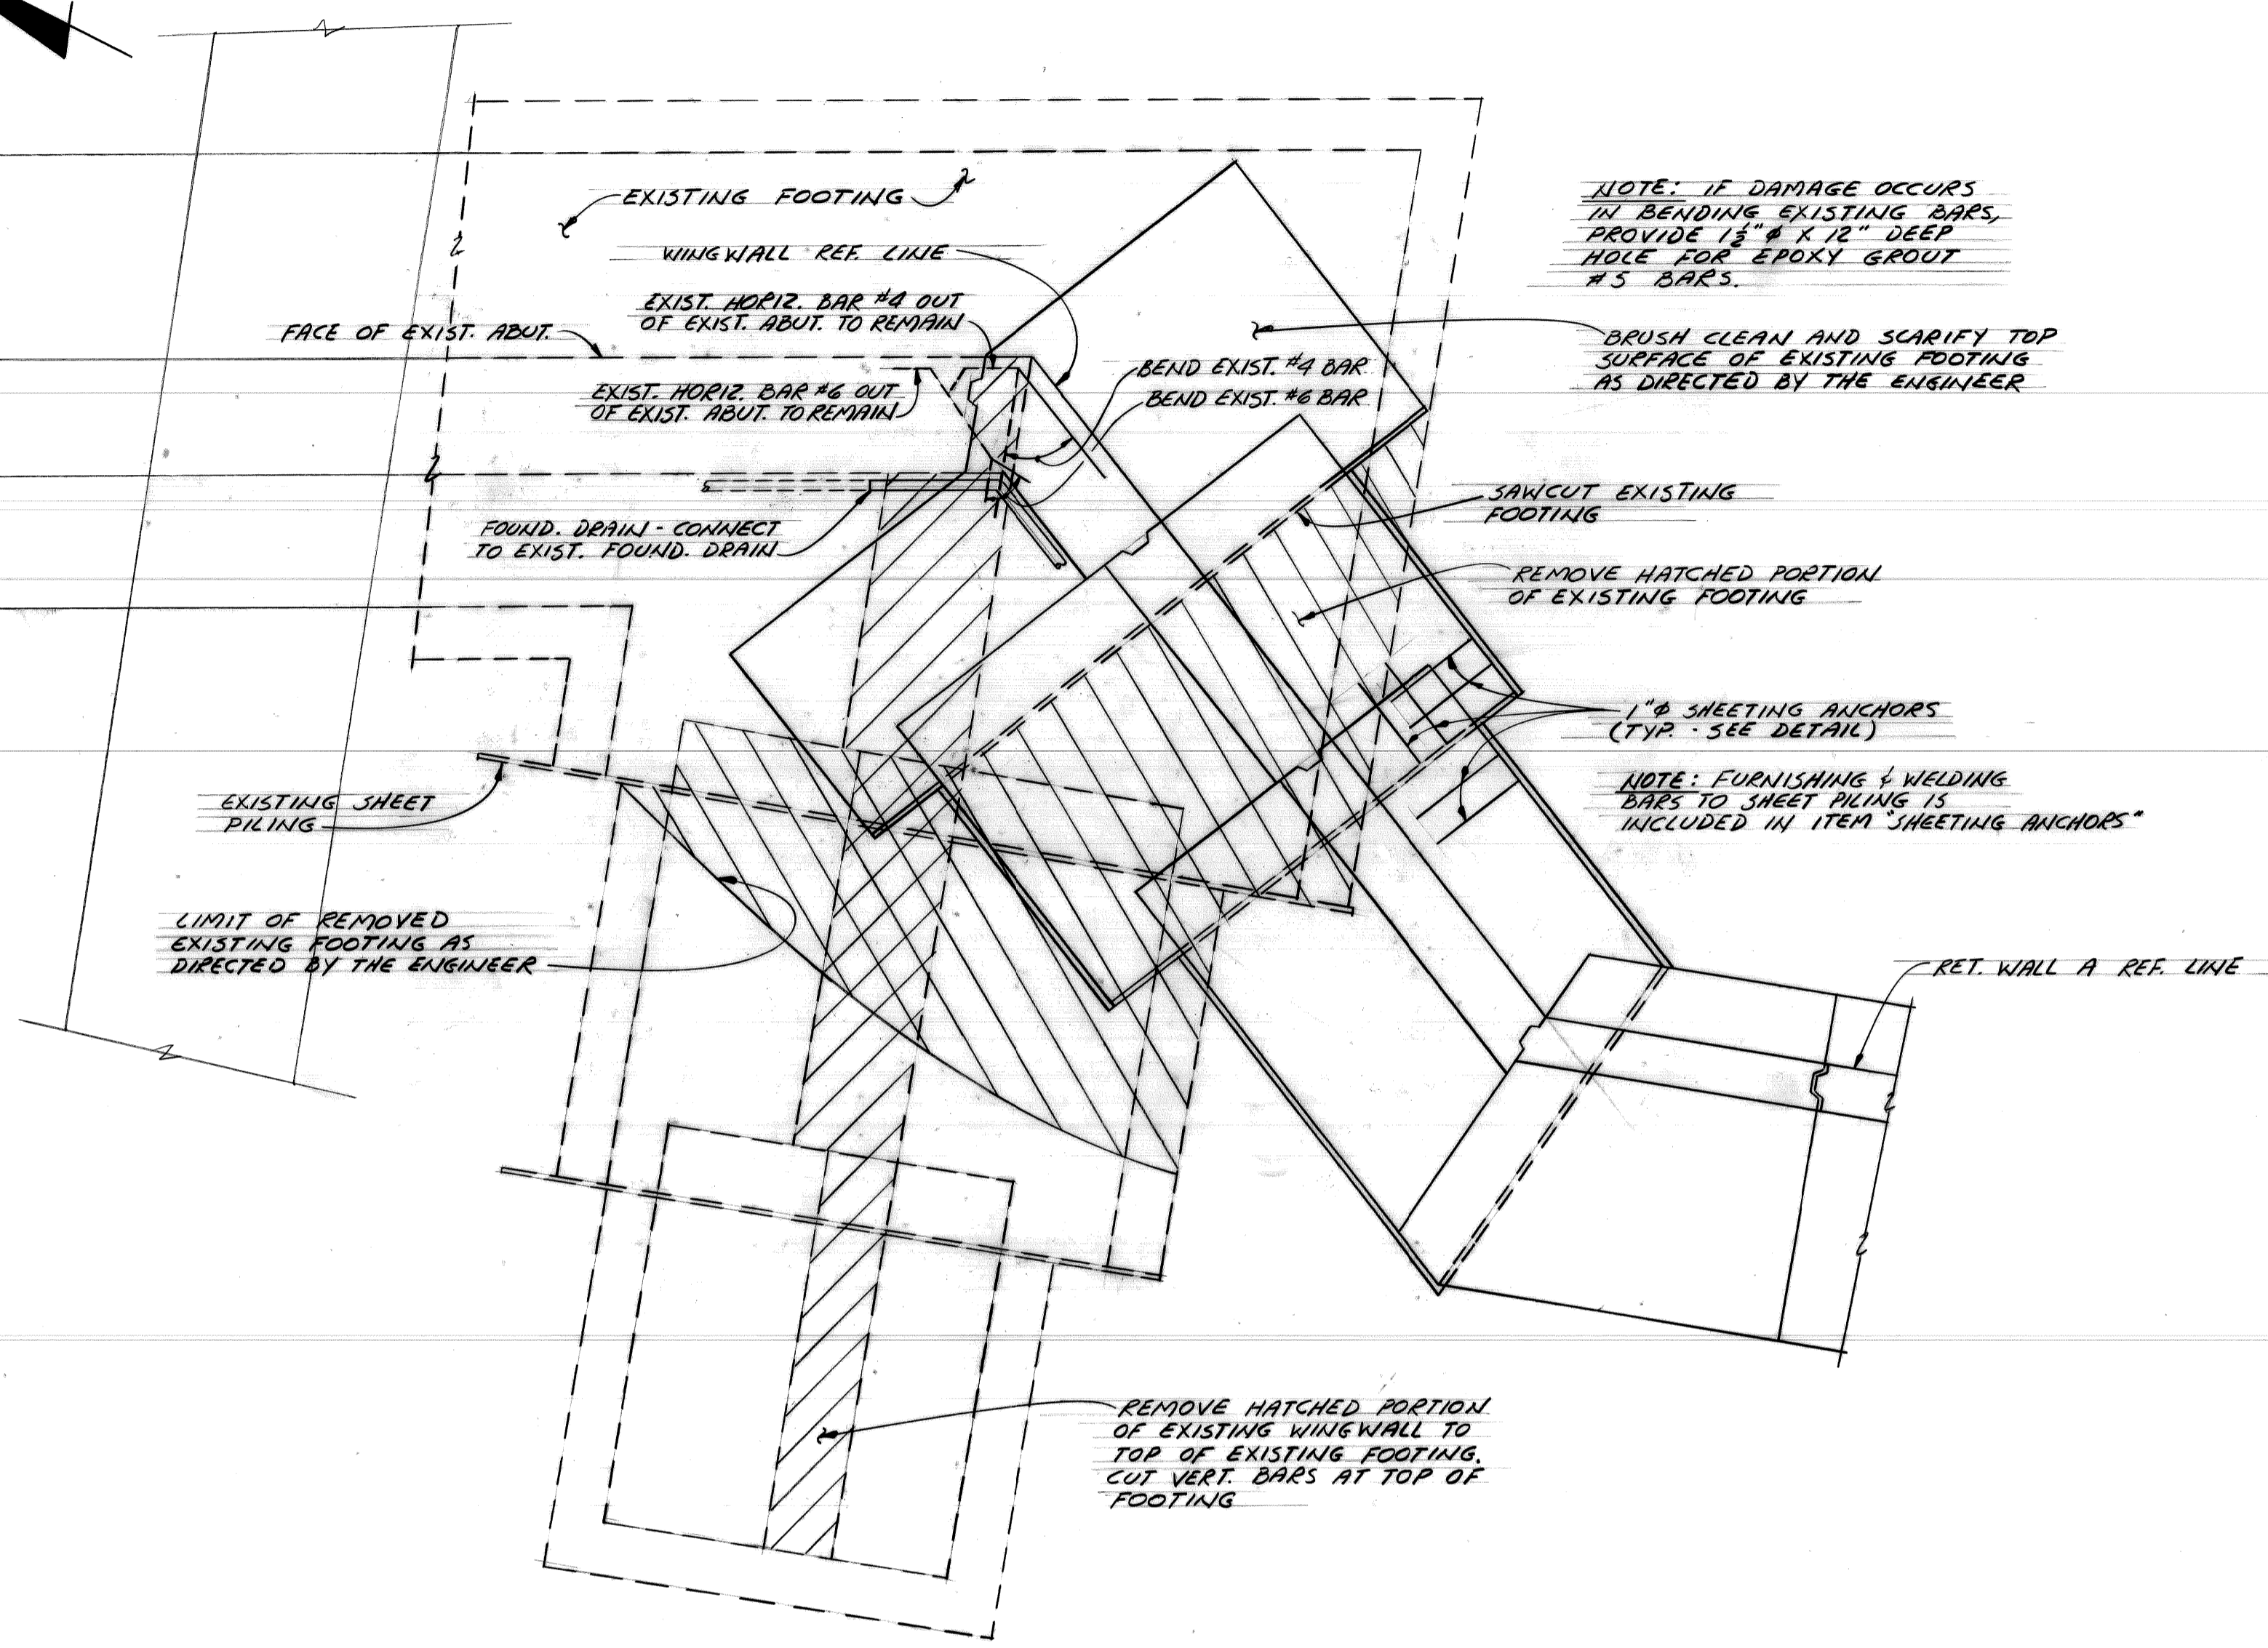 EXISTING FOOTING
WINGWALL REF. LINE
EXIST. HORIZ. BAR #4 OUT
OF EXIST. ABUT. TO REMAIN
FACE OF EXIST. ABUT.
EXIST. HORIZ. BAR #6 OUT
OF EXIST. ABUT. TO REMAIN
BEND EXIST. #4 BAR
BEND EXIST. #6 BAR
FOUND. DRAIN - CONNECT
TO EXIST. FOUND. DRAIN
NOTE: IF DAMAGE OCCURS
IN BENDING EXISTING BARS,
PROVIDE 1½"φ X 12" DEEP
HOLE FOR EPOXY GROUT
#5 BARS.
BRUSH CLEAN AND SCARIFY TOP
SURFACE OF EXISTING FOOTING
AS DIRECTED BY THE ENGINEER
SAWCUT EXISTING
FOOTING
REMOVE HATCHED PORTION
OF EXISTING FOOTING
1"φ SHEETING ANCHORS
(TYP. - SEE DETAIL)
NOTE: FURNISHING & WELDING
BARS TO SHEET PILING IS
INCLUDED IN ITEM "SHEETING ANCHORS"
EXISTING SHEET
PILING
LIMIT OF REMOVED
EXISTING FOOTING AS
DIRECTED BY THE ENGINEER
RET. WALL A REF. LINE
REMOVE HATCHED PORTION
OF EXISTING WINGWALL TO
TOP OF EXISTING FOOTING.
CUT VERT. BARS AT TOP OF
FOOTING